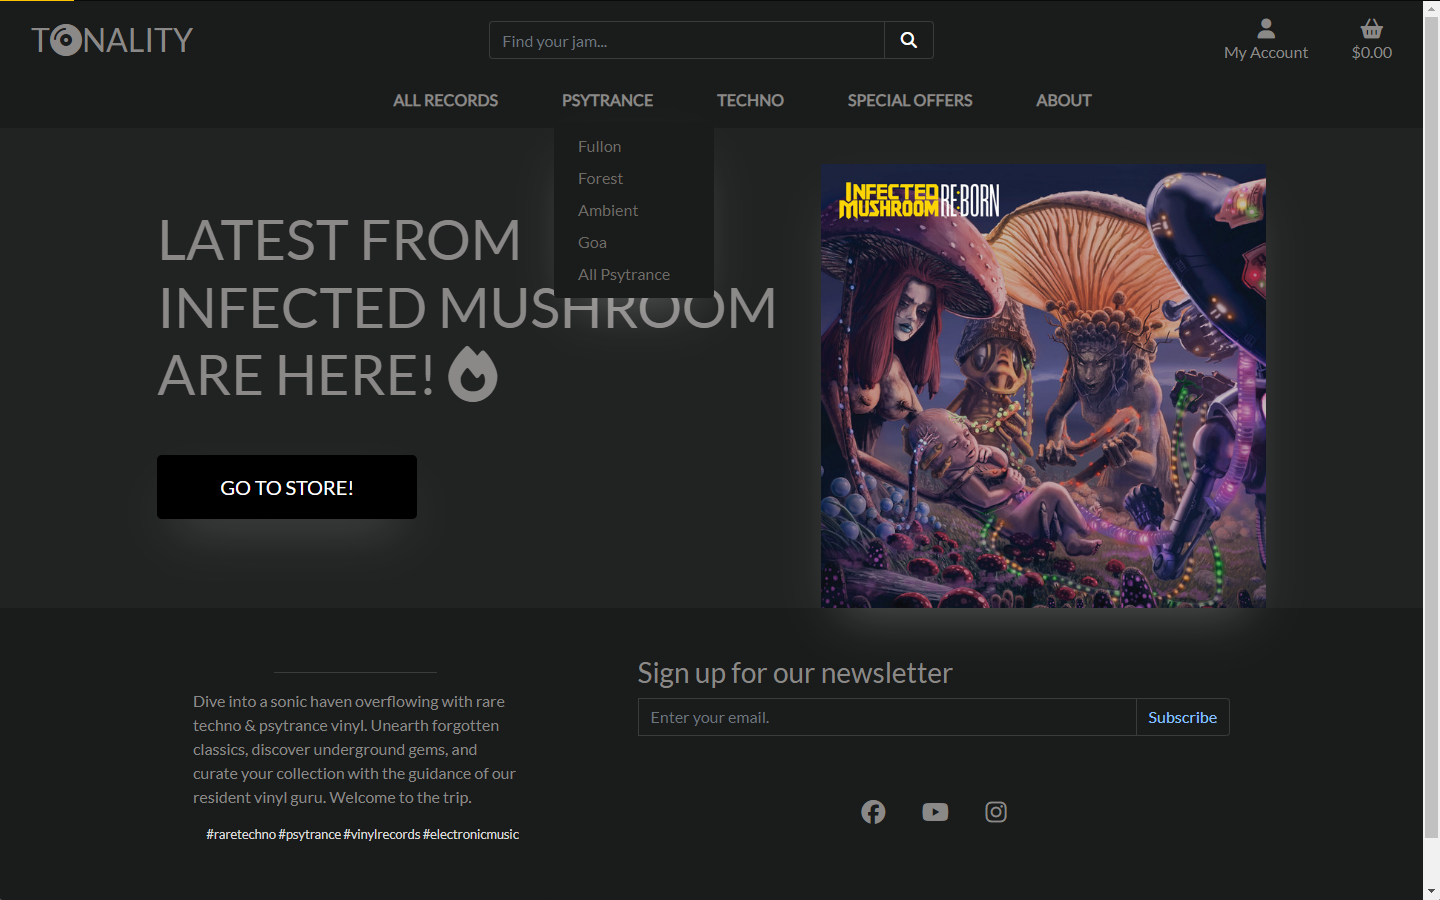 TONALITY
Find your jam...
My Account
$0.00
ALL RECORDS
PSYTRANCE
TECHNO
SPECIAL OFFERS
ABOUT
Fullon
Forest
Ambient
Goa
All Psytrance
LATEST FROM
INFECTED MUSHROOM
ARE HERE!
GO TO STORE!
INFECTED
MUSHROOM RE:BORN
Dive into a sonic haven overflowing with rare
techno & psytrance vinyl. Unearth forgotten
classics, discover underground gems, and
curate your collection with the guidance of our
resident vinyl guru. Welcome to the trip.
#raretechno #psytrance #vinylrecords #electronicmusic
Sign up for our newsletter
Enter your email.
Subscribe